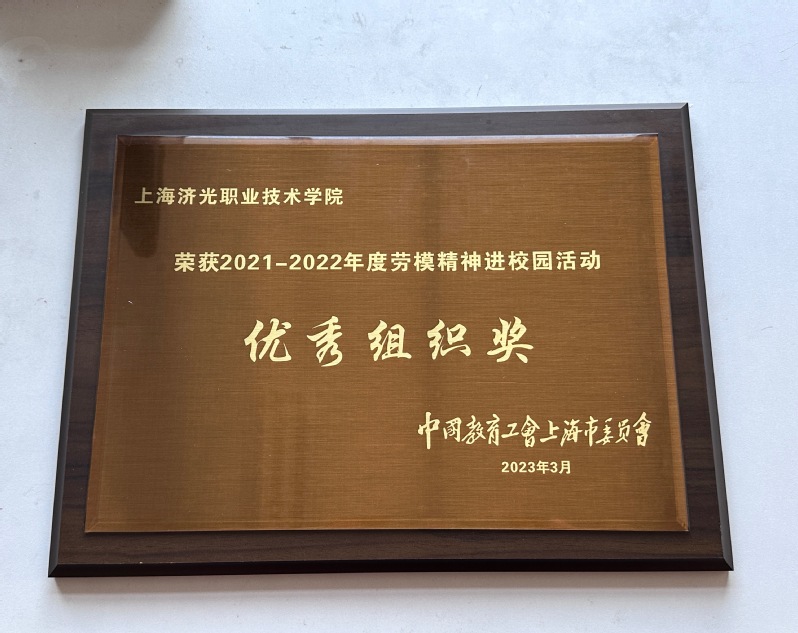 上海济光职业技术学院
荣获2021-2022年度劳模精神进校园活动
优秀组织奖
中国教育工會上海市委员會
2023年3月